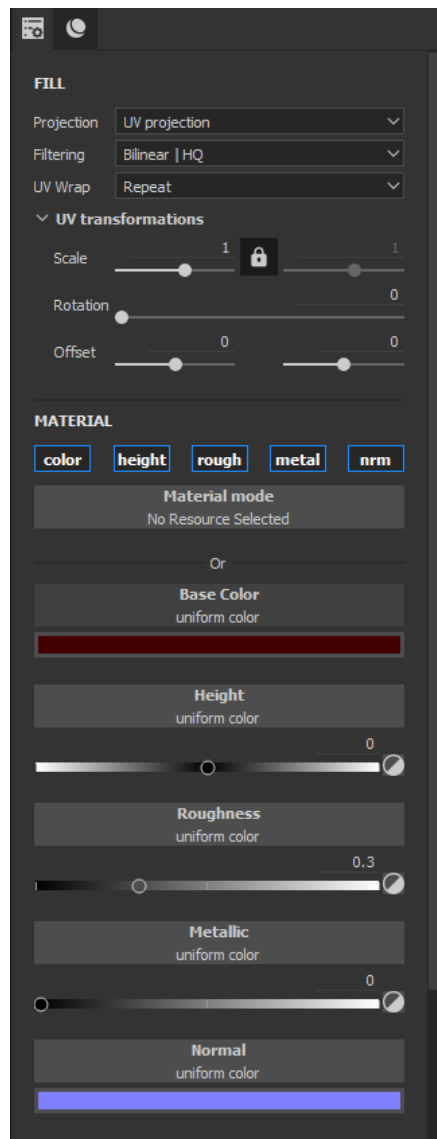 FILL
Projection UV projection
Filtering Bilinear | HQ
UV Wrap Repeat
UV transformations
Scale 1 1
Rotation 0
Offset 0 0
MATERIAL
color height rough metal nrm
Material mode
No Resource Selected
Or
Base Color
uniform color
Height
uniform color
0
Roughness
uniform color
0.3
Metallic
uniform color
0
Normal
uniform color